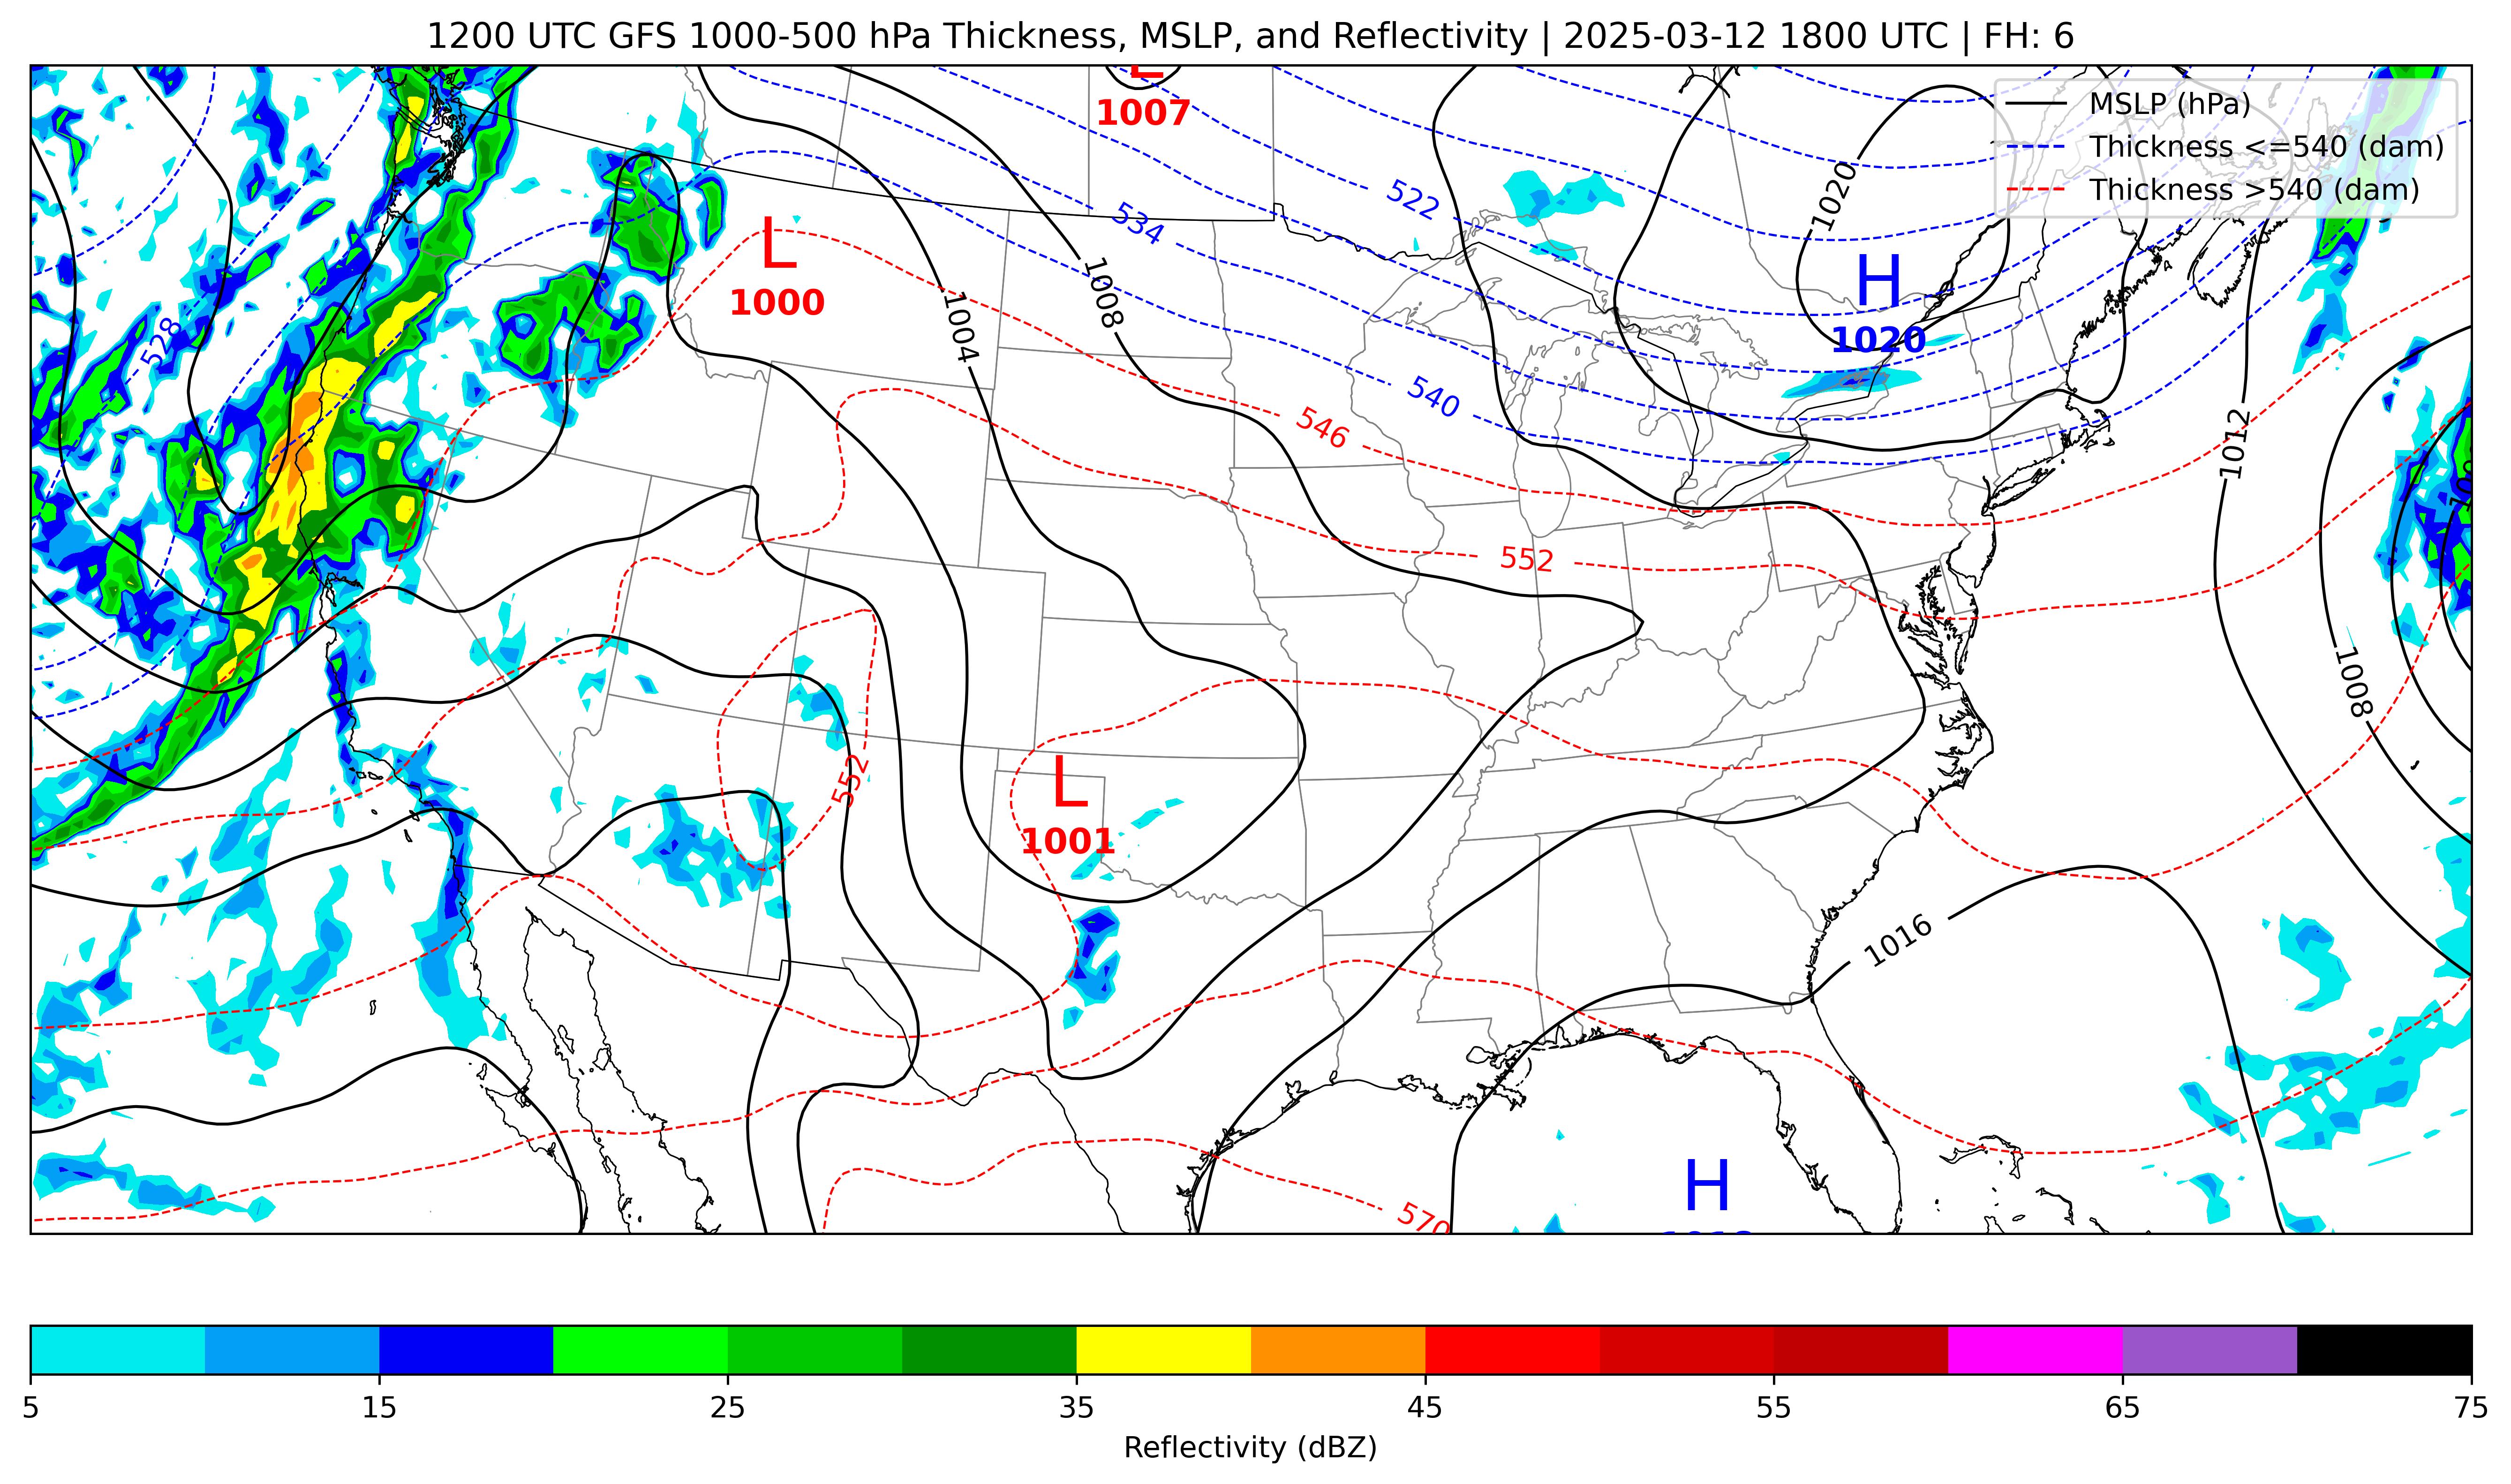 1200 UTC GFS 1000-500 hPa Thickness, MSLP, and Reflectivity | 2025-03-12 1800 UTC | FH: 6
MSLP (hPa)
Thickness <=540 (dam)
Thickness >540 (dam)
L
1007
L
1000
H
1020
L
1001
H
1020
522
534
528
1008
1004
540
546
552
1012
1008
552
1016
570
5 15 25 35 45 55 65 75
Reflectivity (dBZ)